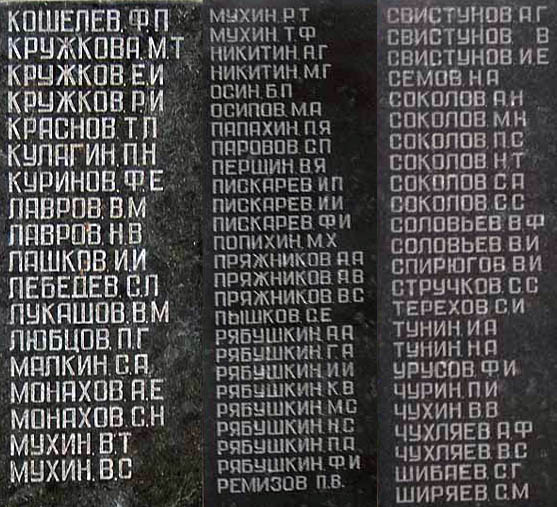 КОШЕЛЕВ. Ф.П
КРУЖКОВА. М.Т
КРУЖКОВ. Е.И
КРУЖКОВ. Р.И
КРАСНОВ. Т.П
КУЛАГИН. П.Н
КУРИНОВ. Ф.Е
ЛАВРОВ. В.М
ЛАВРОВ. Н.В
ЛАШКОВ. И.И
ЛЕБЕДЕВ. С.Л
ЛУКАШОВ. В.М
ЛЮБЦОВ. П.Г
МАЛКИН. С.А.
МОНАХОВ. А.Е
МОНАХОВ. С.Н
МУХИН. В.Т
МУХИН. В.С
МУХИН. Р.Т
МУХИН. Т.Ф
НИКИТИН. А.Г
НИКИТИН. М.Г
ОСИН. Б.П
ОСИПОВ. М.А
ПАПАХИН. П.Я
ПАРОВОВ. С.П
ПЕРШИН. В.Я
ПИСКАРЕВ. И.П
ПИСКАРЕВ. И.И
ПИСКАРЕВ. Ф.И
ПОПИХИН. М.Х
ПРЯЖНИКОВ. А.А
ПРЯЖНИКОВ. А.В
ПРЯЖНИКОВ. В.С
ПЫШКОВ. С.Е
РЯБУШКИН. А.А
РЯБУШКИН. Г.А
РЯБУШКИН. И.И
РЯБУШКИН. К.В
РЯБУШКИН. М.С
РЯБУШКИН. Н.С
РЯБУШКИН. П.А.
РЯБУШКИН. Ф.И
РЕМИЗОВ П.В.
СВИСТУНОВ. А.Г
СВИСТУНОВ В
СВИСТУНОВ. И.Е
СЕМОВ. Н.А
СОКОЛОВ. А.Н
СОКОЛОВ. М.Н
СОКОЛОВ. П.С
СОКОЛОВ. Н.Т
СОКОЛОВ. С.А
СОКОЛОВ. С.С
СОЛОВЬЕВ. В.Ф
СОЛОВЬЕВ. В.И
СПИРЮГОВ. В.И
СТРУЧКОВ. С.С
ТЕРЕХОВ. С.И
ТУНИН. И.А
ТУНИН. Н.А
УРУСОВ. Ф.И
ЧУРИН. П.И
ЧУХИН. В.В
ЧУХЛЯЕВ. А.Ф
ЧУХЛЯЕВ. В.С
ШИБАЕВ. С.Г
ШИРЯЕВ. С.М